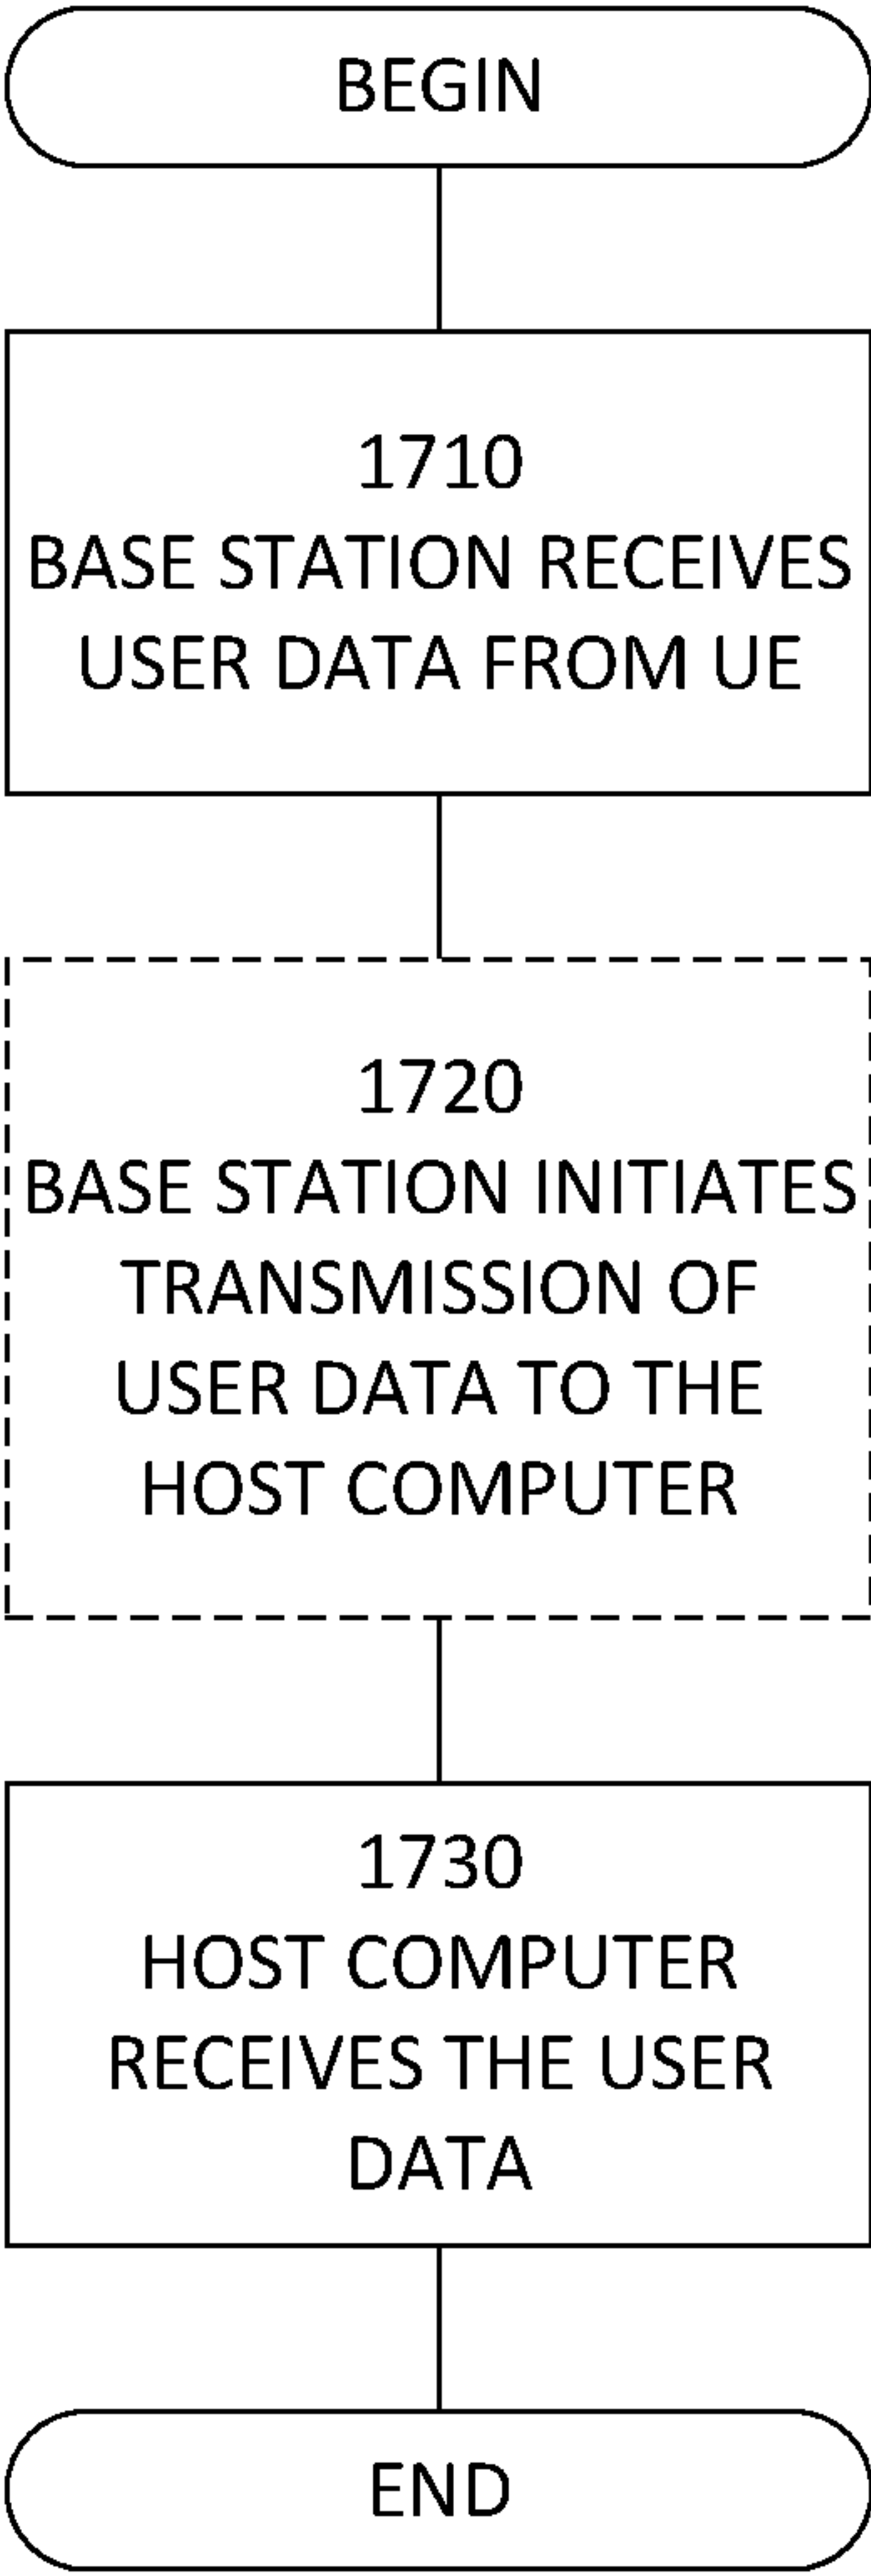 BEGIN
1710
BASE STATION RECEIVES
USER DATA FROM UE
1720
BASE STATION INITIATES
TRANSMISSION OF
USER DATA TO THE
HOST COMPUTER
1730
HOST COMPUTER
RECEIVES THE USER
DATA
END